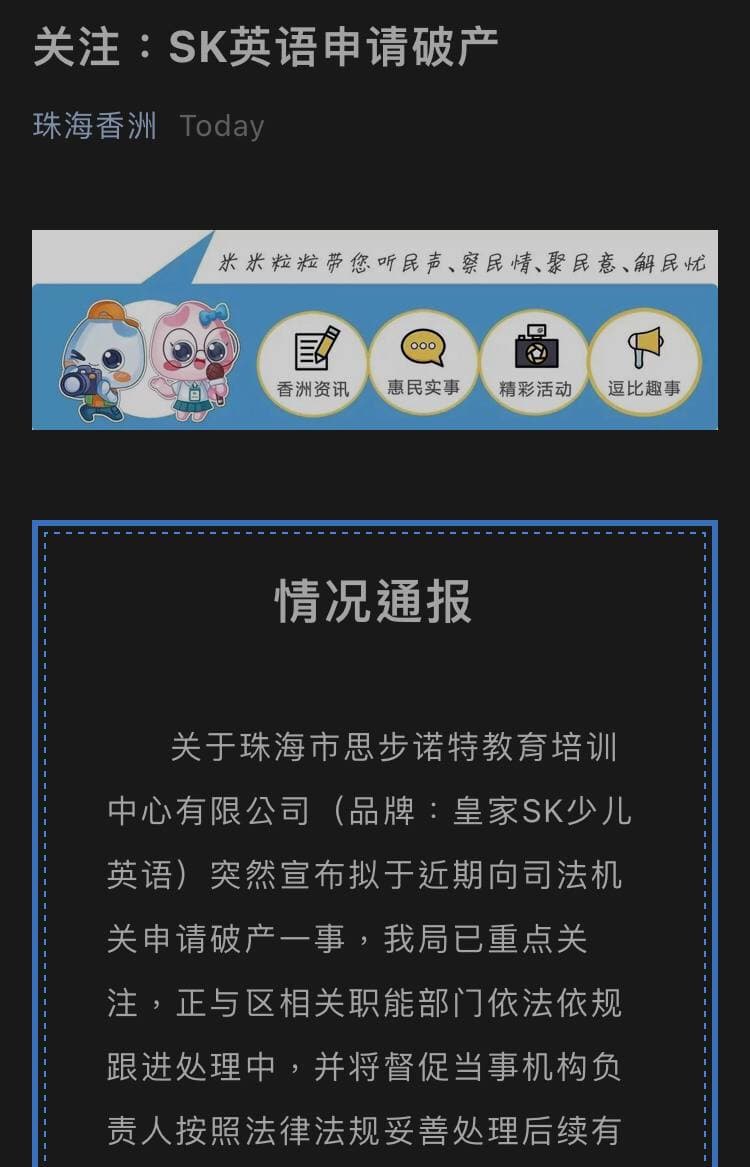 关注：SK英语申请破产
珠海香洲 Today
米米粒粒带您听民声、察民情、聚民意、解民忧
香洲资讯 惠民实事 精彩活动 逗比趣事
情况通报
关于珠海市思步诺特教育培训
中心有限公司（品牌：皇家SK少儿
英语）突然宣布拟于近期向司法机
关申请破产一事，我局已重点关
注，正与区相关职能部门依法依规
跟进处理中，并将督促当事机构负
责人按照法律法规妥善处理后续有